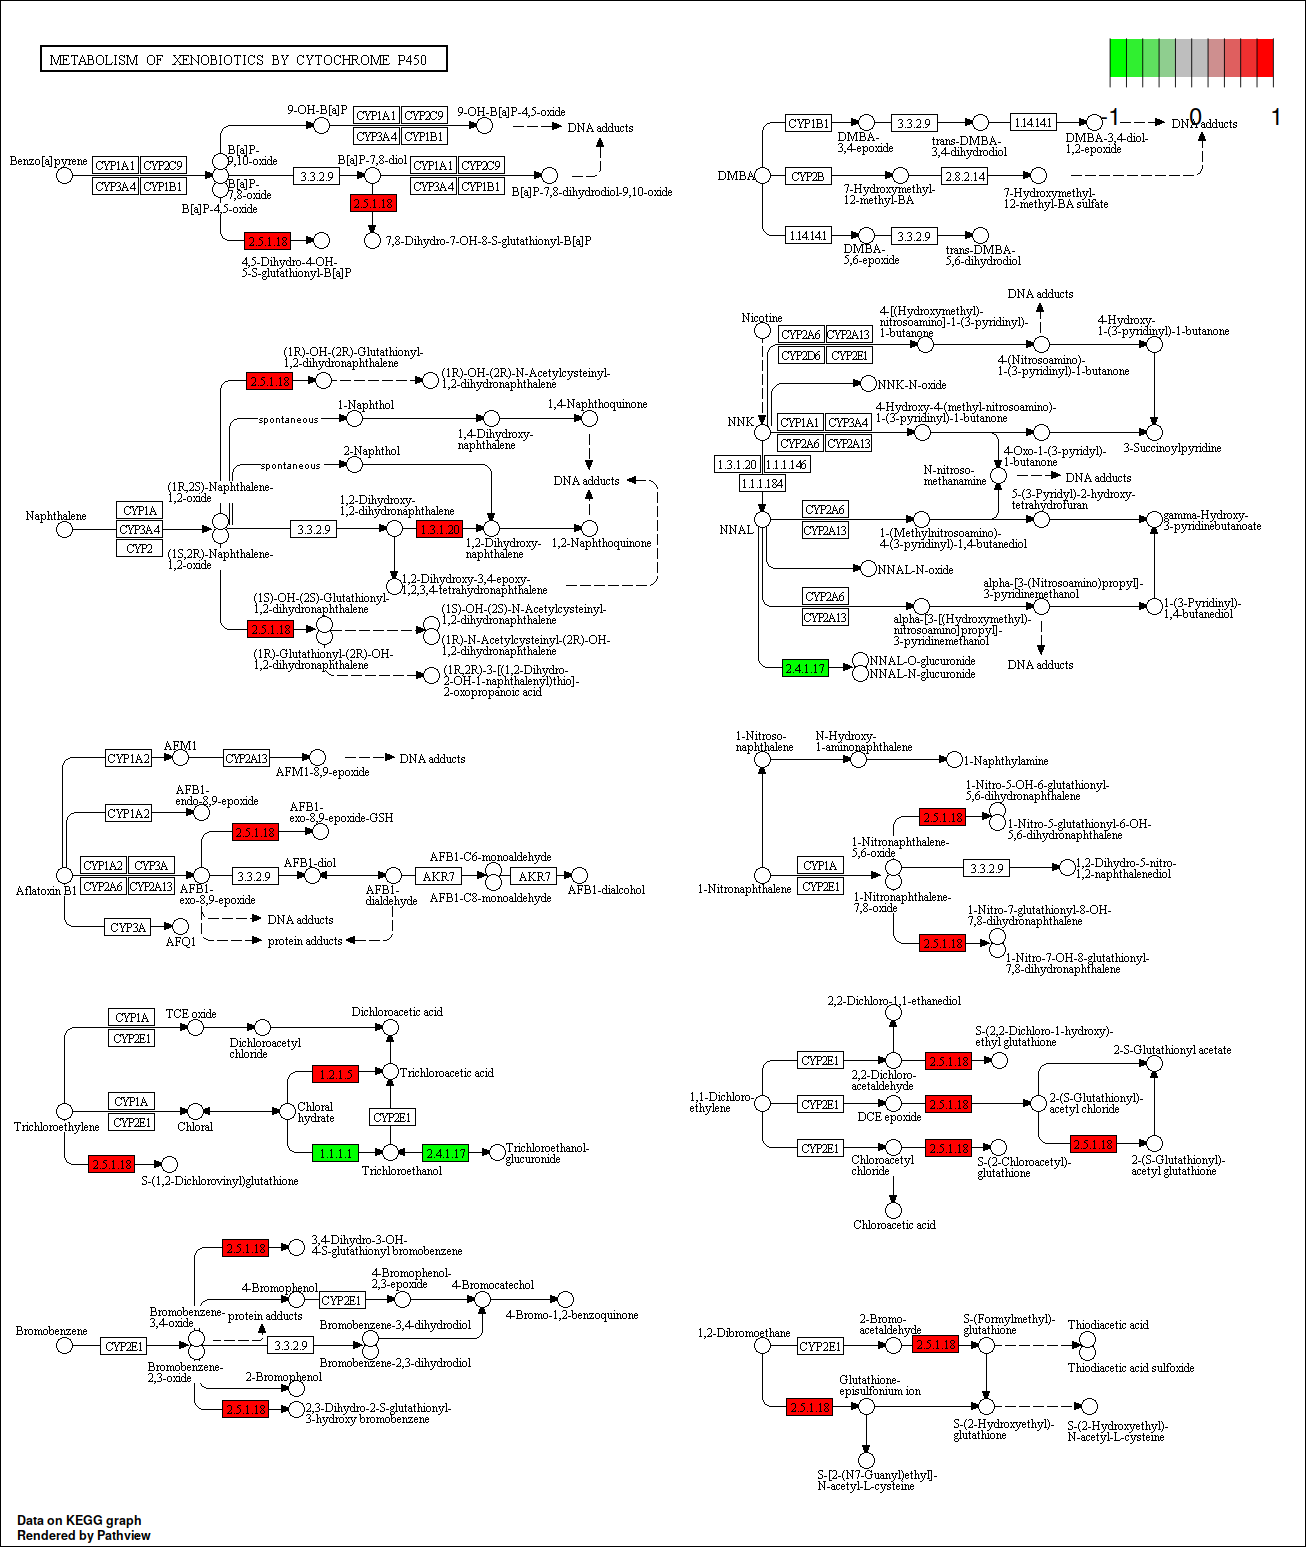 METABOLISM OF XENOBIOTICS BY CYTOCHROME P450
-1 0 1
9-OH-B[a]P
CYP1A1 CYP2C9
CYP3A4 CYP1B1
9-OH-B[a]P-4,5-oxide
DNA adducts
Benzo[a]pyrene
CYP1A1 CYP2C9
CYP3A4 CYP1B1
B[a]P-
9,10-oxide
B[a]P-
7,8-oxide
B[a]P-4,5-oxide
3.3.2.9
B[a]P-7,8-diol
CYP1A1 CYP2C9
CYP3A4 CYP1B1
B[a]P-7,8-dihydrodiol-9,10-oxide
2.5.1.18
2.5.1.18
7,8-Dihydro-7-OH-8-S-glutathionyl-B[a]P
4,5-Dihydro-4-OH-
5-S-glutathionyl-B[a]P
DMBA
CYP1B1
DMBA-
3,4-epoxide
3.3.2.9
trans-DMBA-
3,4-dihydrodiol
1.14.14.1
DMBA-3,4-diol-
1,2-epoxide
DNA adducts
CYP2B
7-Hydroxymethyl-
12-methyl-BA
2.8.2.14
7-Hydroxymethyl-
12-methyl-BA sulfate
1.14.14.1
DMBA-
5,6-epoxide
3.3.2.9
trans-DMBA-
5,6-dihydrodiol
(1R)-OH-(2R)-Glutathionyl-
1,2-dihydronaphthalene
2.5.1.18
(1R)-OH-(2R)-N-Acetylcysteinyl-
1,2-dihydronaphthalene
spontaneous
1-Naphthol
1,4-Dihydroxy-
naphthalene
1,4-Naphthoquinone
spontaneous
2-Naphthol
DNA adducts
(1R,2S)-Naphthalene-
1,2-oxide
Naphthalene
CYP1A
CYP3A4
CYP2
(1S,2R)-Naphthalene-
1,2-oxide
3.3.2.9
1,2-Dihydroxy-
1,2-dihydronaphthalene
1.3.1.20
1,2-Dihydroxy-
naphthalene
1,2-Naphthoquinone
1,2-Dihydroxy-3,4-epoxy-
1,2,3,4-tetrahydronaphthalene
(1S)-OH-(2S)-Glutathionyl-
1,2-dihydronaphthalene
2.5.1.18
(1R)-Glutathionyl-(2R)-OH-
1,2-dihydronaphthalene
(1S)-OH-(2S)-N-Acetylcysteinyl-
1,2-dihydronaphthalene
(1R)-N-Acetylcysteinyl-(2R)-OH-
1,2-dihydronaphthalene
(1R,2R)-3-[(1,2-Dihydro-
2-OH-1-naphthalenyl)thio]-
2-oxopropanoic acid
Nicotine
CYP2A6 CYP2A13
CYP2D6 CYP2E1
4-[(Hydroxymethyl)-
nitrosoamino]-1-(3-pyridinyl)-
1-butanone
DNA adducts
4-(Nitrosoamino)-
1-(3-pyridinyl)-1-butanone
4-Hydroxy-
1-(3-pyridinyl)-1-butanone
NNK-N-oxide
NNK
CYP1A1 CYP3A4
CYP2A6 CYP2A13
4-Hydroxy-4-(methyl-nitrosoamino)-
1-(3-pyridinyl)-1-butanone
4-Oxo-1-(3-pyridyl)-
1-butanone
3-Succinoylpyridine
1.3.1.20 1.1.1.146
1.1.1.184
N-nitroso-
methanamine
DNA adducts
NNAL
CYP2A6
CYP2A13
1-(Methylnitrosoamino)-
4-(3-pyridinyl)-1,4-butanediol
5-(3-Pyridyl)-2-hydroxy-
tetrahydrofuran
gamma-Hydroxy-
3-pyridinebutanoate
NNAL-N-oxide
CYP2A6
CYP2A13
alpha-[3-[(Hydroxymethyl)-
nitrosoamino]propyl]-
3-pyridinemethanol
alpha-[3-(Nitrosoamino)propyl]-
3-pyridinemethanol
1-(3-Pyridinyl)-
1,4-butanediol
DNA adducts
2.4.1.17
NNAL-O-glucuronide
NNAL-N-glucuronide
CYP1A2
AFM1
CYP2A13
AFM1-8,9-epoxide
DNA adducts
CYP1A2
AFB1-
endo-8,9-epoxide
2.5.1.18
AFB1-
exo-8,9-epoxide-GSH
Aflatoxin B1
CYP1A2 CYP3A
CYP2A6 CYP2A13
AFB1-
exo-8,9-epoxide
3.3.2.9
AFB1-diol
AFB1-
dialdehyde
AKR7
AFB1-C6-monoaldehyde
AFB1-C8-monoaldehyde
AKR7
AFB1-dialcohol
DNA adducts
protein adducts
CYP3A
AFQ1
1-Nitroso-
naphthalene
N-Hydroxy-
1-aminonaphthalene
1-Naphthylamine
1-Nitronaphthalene
CYP1A
CYP2E1
1-Nitronaphthalene-
5,6-oxide
1-Nitronaphthalene-
7,8-oxide
2.5.1.18
1-Nitro-5-OH-6-glutathionyl-
5,6-dihydronaphthalene
1-Nitro-5-glutathionyl-6-OH-
5,6-dihydronaphthalene
3.3.2.9
1,2-Dihydro-5-nitro-
1,2-naphthalenediol
2.5.1.18
1-Nitro-7-glutathionyl-8-OH-
7,8-dihydronaphthalene
1-Nitro-7-OH-8-glutathionyl-
7,8-dihydronaphthalene
CYP1A
CYP2E1
TCE oxide
Dichloroacetyl
chloride
Dichloroacetic acid
1.2.1.5
Trichloroacetic acid
Trichloroethylene
CYP1A
CYP2E1
Chloral
Chloral
hydrate
CYP2E1
1.1.1.1
Trichloroethanol
2.4.1.17
Trichloroethanol-
glucuronide
2.5.1.18
S-(1,2-Dichlorovinyl)glutathione
2,2-Dichloro-1,1-ethanediol
1,1-Dichloro-
ethylene
CYP2E1
2,2-Dichloro-
acetaldehyde
2.5.1.18
S-(2,2-Dichloro-1-hydroxy)-
ethyl glutathione
CYP2E1
DCE epoxide
2.5.1.18
2-(S-Glutathionyl)-
acetyl chloride
2-S-Glutathionyl acetate
2.5.1.18
2-(S-Glutathionyl)-
acetyl glutathione
CYP2E1
Chloroacetyl
chloride
2.5.1.18
S-(2-Chloroacetyl)-
glutathione
Chloroacetic acid
2.5.1.18
3,4-Dihydro-3-OH-
4-S-glutathionyl bromobenzene
4-Bromophenol
CYP2E1
4-Bromophenol-
2,3-epoxide
4-Bromocatechol
4-Bromo-1,2-benzoquinone
Bromobenzene
CYP2E1
Bromobenzene-
3,4-oxide
Bromobenzene-
2,3-oxide
protein adducts
3.3.2.9
Bromobenzene-3,4-dihydrodiol
Bromobenzene-2,3-dihydrodiol
2-Bromophenol
2.5.1.18
2,3-Dihydro-2-S-glutathionyl-
3-hydroxy bromobenzene
1,2-Dibromoethane
CYP2E1
2-Bromo-
acetaldehyde
2.5.1.18
S-(Formylmethyl)-
glutathione
Thiodiacetic acid
Thiodiacetic acid sulfoxide
2.5.1.18
Glutathione-
episulfonium ion
S-(2-Hydroxyethyl)-
glutathione
S-(2-Hydroxyethyl)-
N-acetyl-L-cysteine
S-[2-(N7-Guanyl)ethyl]-
N-acetyl-L-cysteine
Data on KEGG graph
Rendered by Pathview